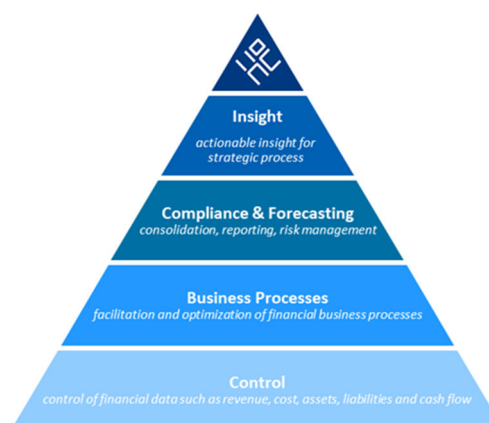 Insight
actionable insight for
strategic process
Compliance & Forecasting
consolidation, reporting, risk management
Business Processes
facilitation and optimization of financial business processes
Control
control of financial data such as revenue, cost, assets, liabilities and cash flow